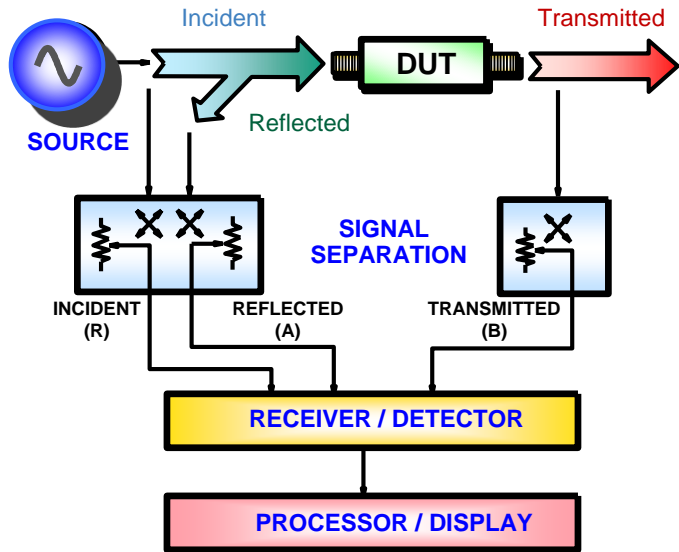 Incident
Transmitted
DUT
Reflected
SOURCE
SIGNAL
SEPARATION
INCIDENT
(R)
REFLECTED
(A)
TRANSMITTED
(B)
RECEIVER / DETECTOR
PROCESSOR / DISPLAY